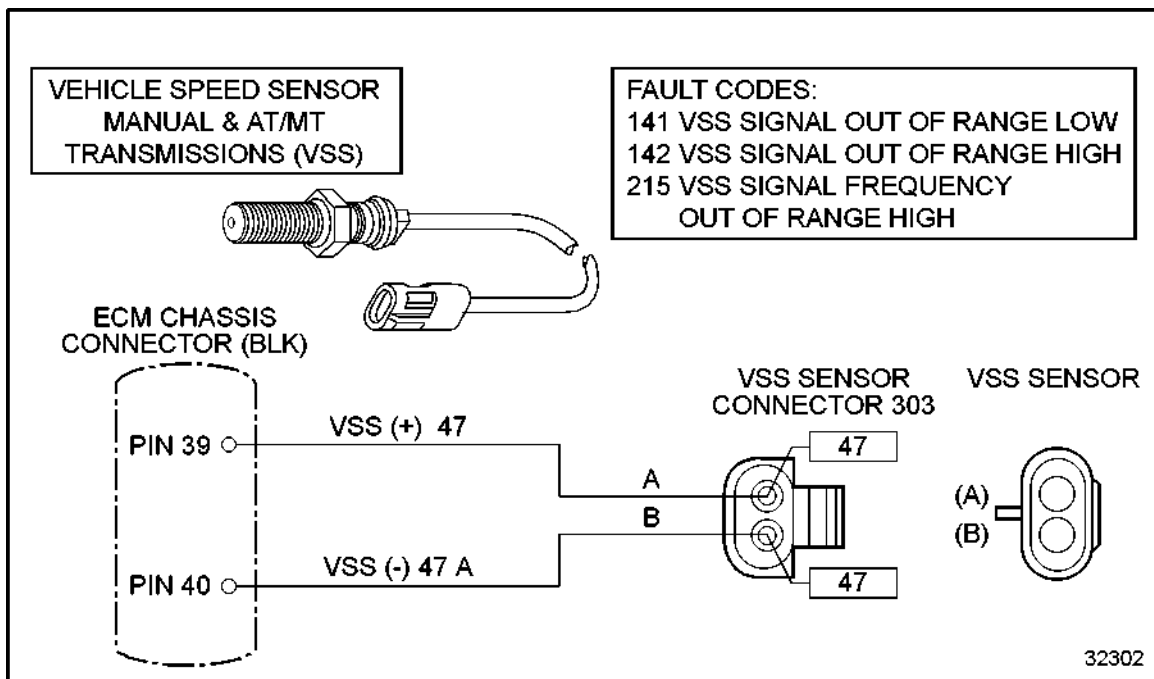 VEHICLE SPEED SENSOR
MANUAL & AT/MT
TRANSMISSIONS (VSS)
FAULT CODES:
141 VSS SIGNAL OUT OF RANGE LOW
142 VSS SIGNAL OUT OF RANGE HIGH
215 VSS SIGNAL FREQUENCY
OUT OF RANGE HIGH
ECM CHASSIS
CONNECTOR (BLK)
PIN 39
VSS (+) 47
PIN 40
VSS (-) 47 A
A
B
VSS SENSOR
CONNECTOR 303
47
47
VSS SENSOR
(A)
(B)
32302